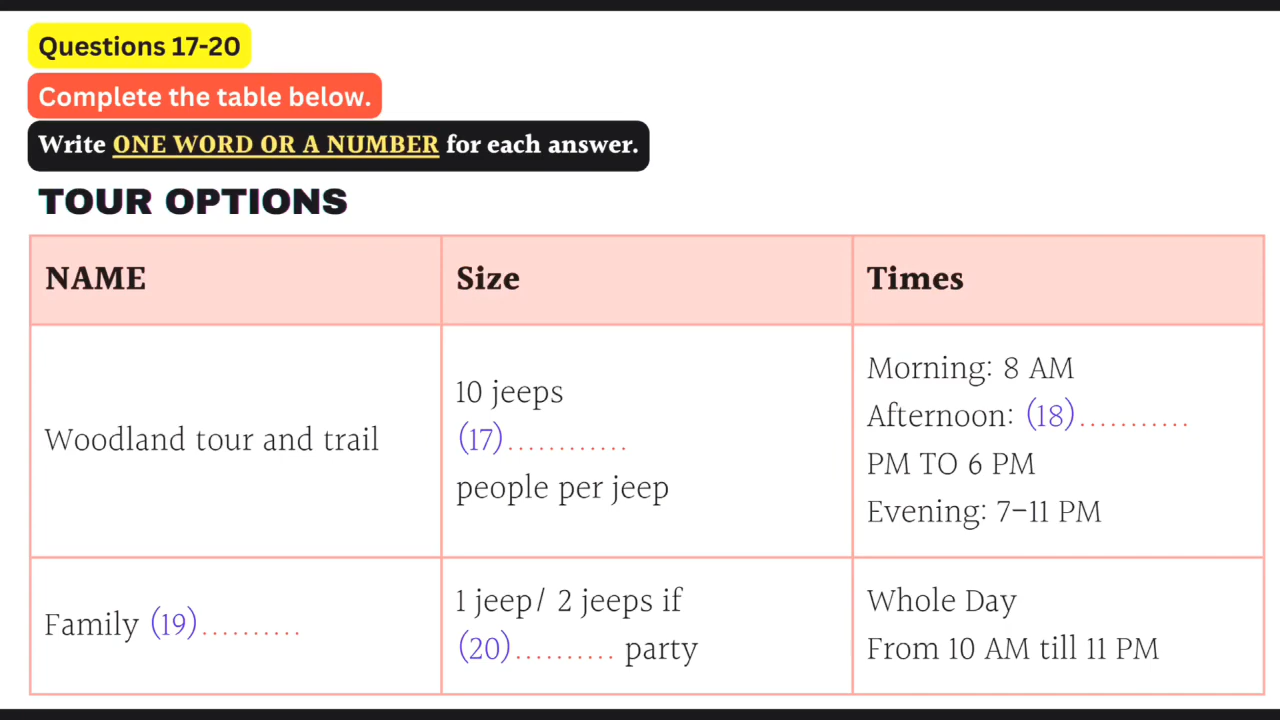 Questions 17-20
Complete the table below.
Write ONE WORD OR A NUMBER for each answer.
TOUR OPTIONS
NAME
Size
Times
Woodland tour and trail
10 jeeps
(17)............
people per jeep
Morning: 8 AM
Afternoon: (18)...........
PM TO 6 PM
Evening: 7–11 PM
Family (19)..........
1 jeep/ 2 jeeps if
(20).......... party
Whole Day
From 10 AM till 11 PM